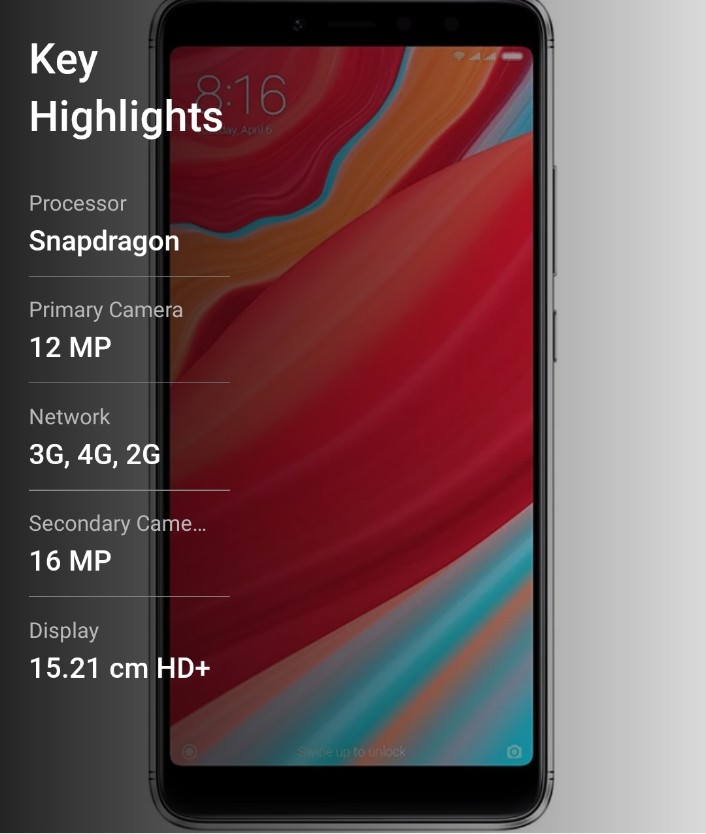 Key
Highlights
8:16
day, April 6
Processor
Snapdragon
Primary Camera
12 MP
Network
3G, 4G, 2G
Secondary Came...
16 MP
Display
15.21 cm HD+
Swipe up to unlock